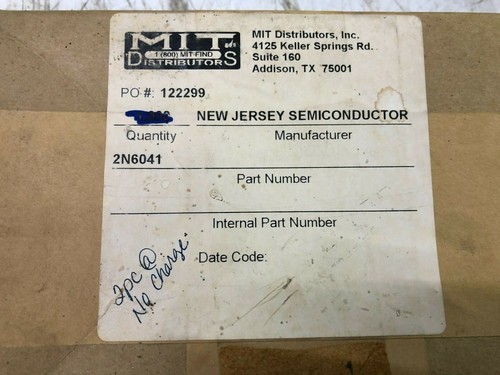 MIT
1 (800) MIT-FIND
DISTRIBUTORS
MIT Distributors, Inc.
4125 Keller Springs Rd.
Suite 160
Addison, TX 75001
PO #: 122299
NEW JERSEY SEMICONDUCTOR
Quantity Manufacturer
2N6041
Part Number
Internal Part Number
Date Code:
2pc @
No charge.